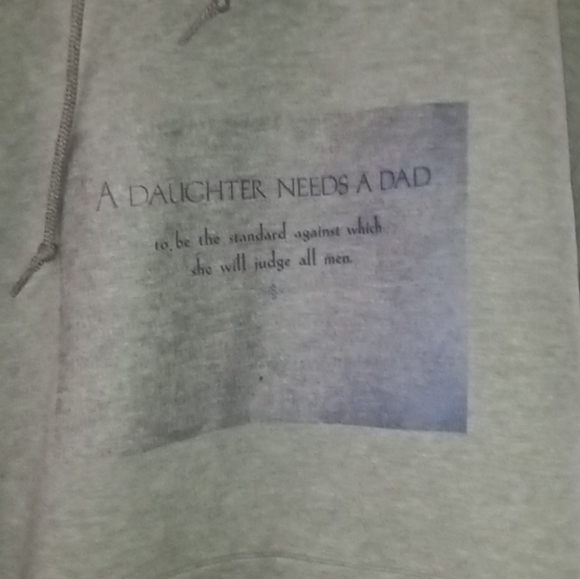 A DAUGHTER NEEDS A DAD
to be the standard against which
she will judge all men.